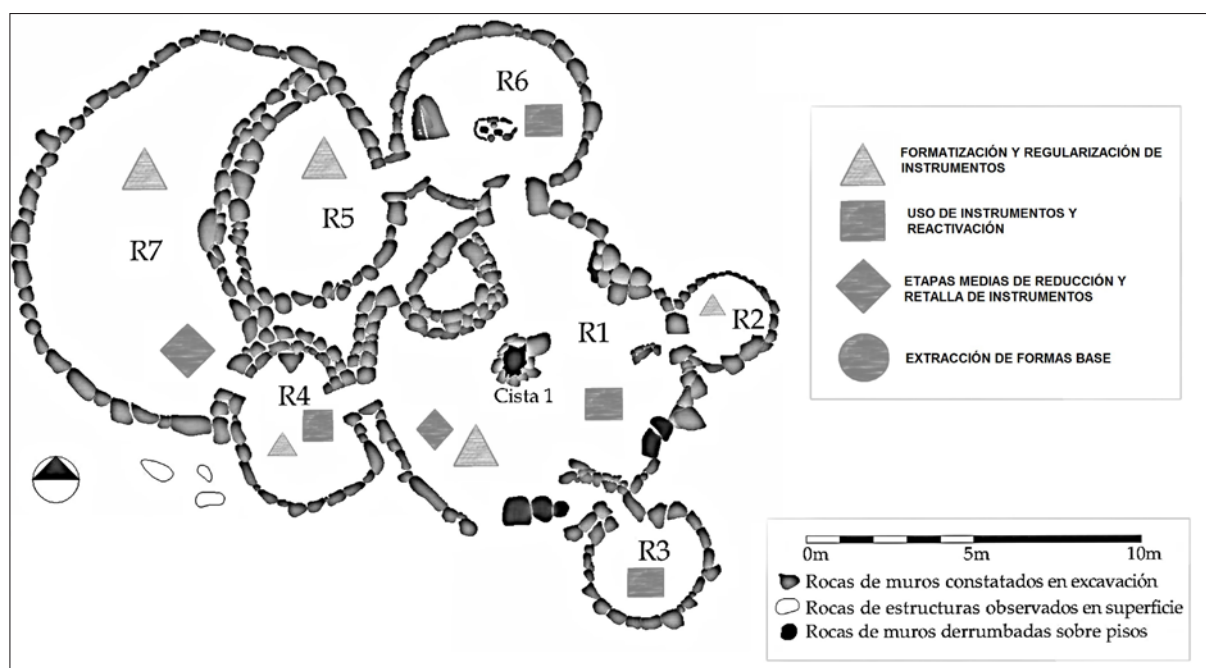 R6
R5
R7
R1
R2
Cista 1
R4
R3
FORMATIZACIÓN Y REGULARIZACIÓN DE
INSTRUMENTOS
USO DE INSTRUMENTOS Y
REACTIVACIÓN
ETAPAS MEDIAS DE REDUCCIÓN Y
RETALLA DE INSTRUMENTOS
EXTRACCIÓN DE FORMAS BASE
0m 5m 10m
Rocas de muros constatados en excavación
Rocas de estructuras observados en superficie
Rocas de muros derrumbadas sobre pisos